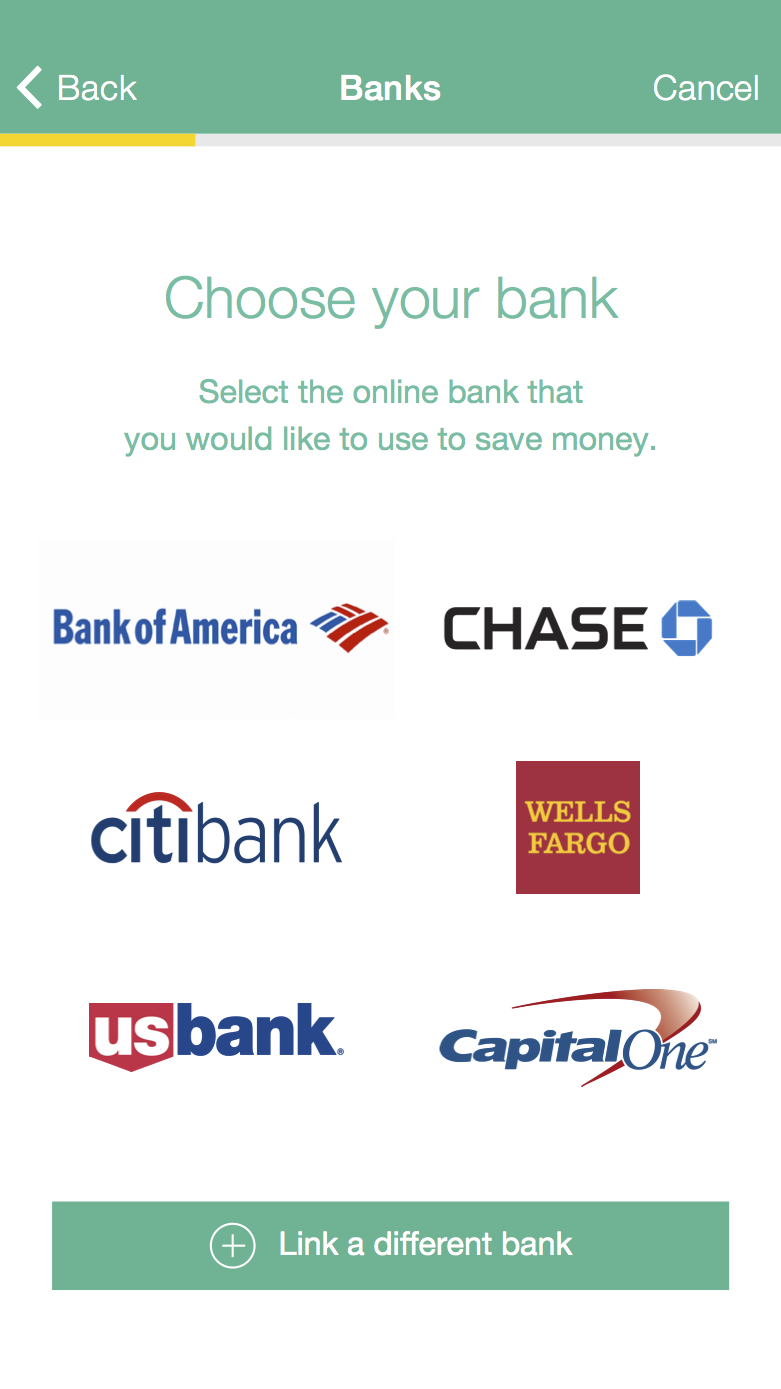 Back Banks Cancel
Choose your bank
Select the online bank that
you would like to use to save money.
Bank of America ® CHASE
citibank WELLS
FARGO
usbank® CapitalOne SM
Link a different bank